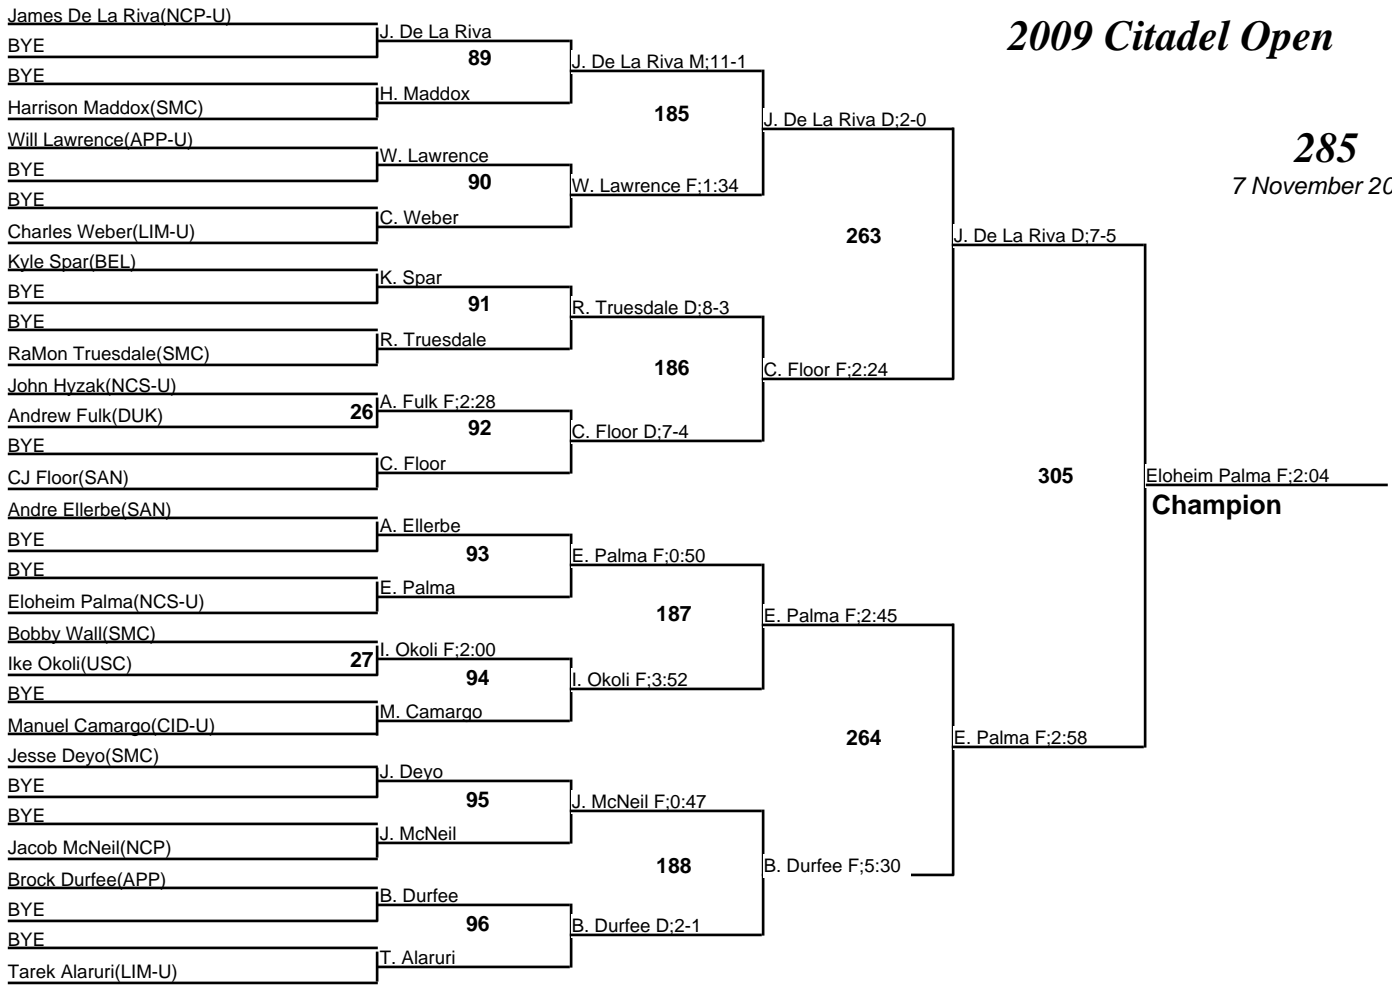 2009 Citadel Open
285
7 November 20
James De La Riva(NCP-U)
BYE
BYE
Harrison Maddox(SMC)
Will Lawrence(APP-U)
BYE
BYE
Charles Weber(LIM-U)
Kyle Spar(BEL)
BYE
BYE
RaMon Truesdale(SMC)
John Hyzak(NCS-U)
Andrew Fulk(DUK)
BYE
CJ Floor(SAN)
Andre Ellerbe(SAN)
BYE
BYE
Eloheim Palma(NCS-U)
Bobby Wall(SMC)
Ike Okoli(USC)
BYE
Manuel Camargo(CID-U)
Jesse Deyo(SMC)
BYE
BYE
Jacob McNeil(NCP)
Brock Durfee(APP)
BYE
BYE
Tarek Alaruri(LIM-U)
26
27
J. De La Riva
89
H. Maddox
W. Lawrence
90
C. Weber
K. Spar
91
R. Truesdale
A. Fulk F;2:28
92
C. Floor
A. Ellerbe
93
E. Palma
I. Okoli F;2:00
94
M. Camargo
J. Deyo
95
J. McNeil
B. Durfee
96
T. Alaruri
J. De La Riva M;11-1
185
W. Lawrence F;1:34
R. Truesdale D;8-3
186
C. Floor D;7-4
E. Palma F;0:50
187
I. Okoli F;3:52
J. McNeil F;0:47
188
B. Durfee D;2-1
J. De La Riva D;2-0
263
C. Floor F;2:24
E. Palma F;2:45
264
B. Durfee F;5:30
J. De La Riva D;7-5
305
E. Palma F;2:58
Eloheim Palma F;2:04
Champion